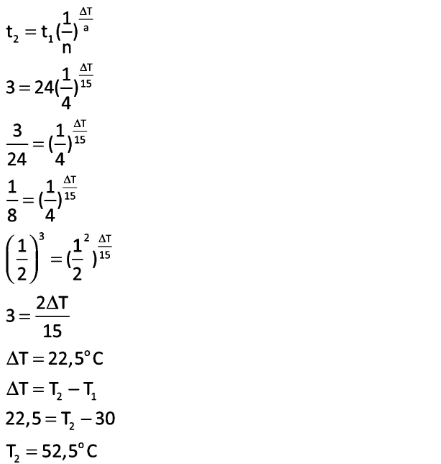 t₂ = t₁(1/n)^(ΔT/a)
3 = 24(1/4)^(ΔT/15)
3/24 = (1/4)^(ΔT/15)
1/8 = (1/4)^(ΔT/15)
(1/2)³ = (1²/2)^(ΔT/15)
3 = 2ΔT/15
ΔT = 22,5°C
ΔT = T₂ − T₁
22,5 = T₂ − 30
T₂ = 52,5°C